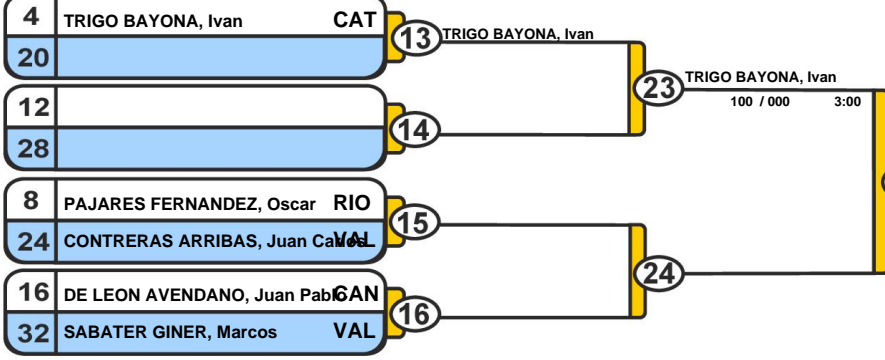 4 TRIGO BAYONA, Ivan CAT
20
13 TRIGO BAYONA, Ivan
12
28
14
23 TRIGO BAYONA, Ivan
100 / 000 3:00
8 PAJARES FERNANDEZ, Oscar RIO
24 CONTRERAS ARRIBAS, Juan Carlos VAL
15
16 DE LEON AVENDANO, Juan Pablo CAN
32 SABATER GINER, Marcos VAL
16
24